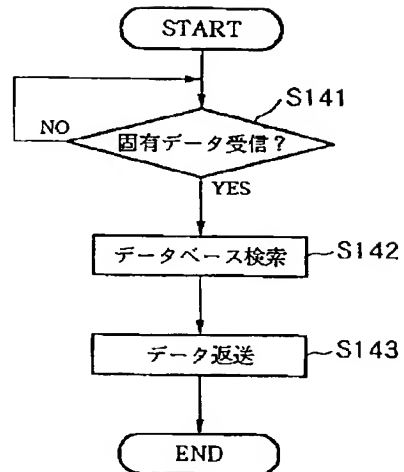 START
S141
NO
固有データ受信？
YES
データベース検索
S142
データ返送
S143
END